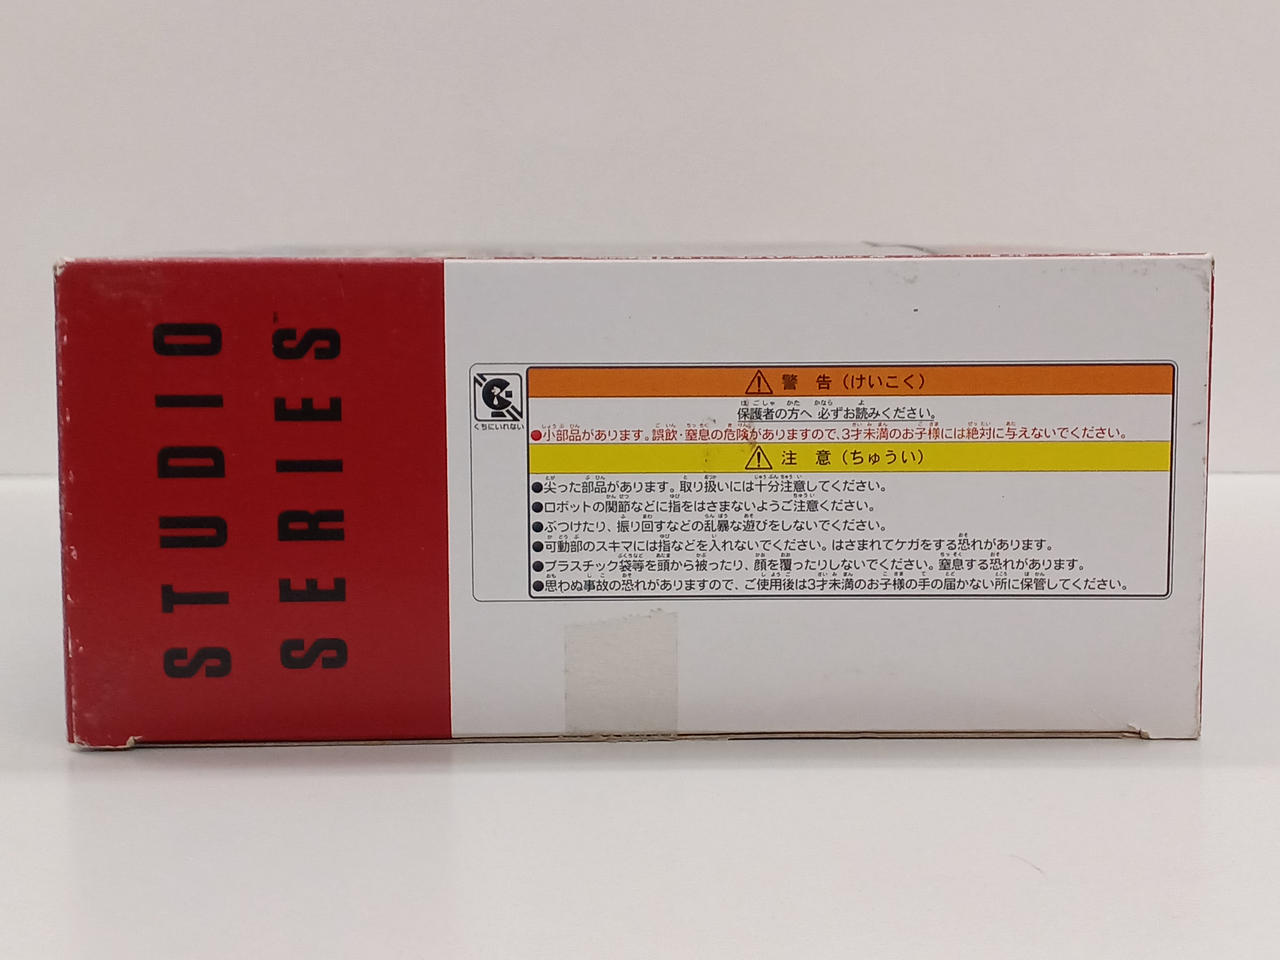 STUDIO
SERIES™
くちにいれない
警 告（けいこく）
保護者の方へ 必ずお読みください。
●小部品があります。誤飲・窒息の危険がありますので、3才未満のお子様には絶対に与えないでください。
注 意（ちゅうい）
●尖った部品があります。取り扱いには十分注意してください。
●ロボットの関節などに指をはさまないようご注意ください。
●ぶつけたり、振り回すなどの乱暴な遊びをしないでください。
●可動部のスキマには指などを入れないでください。はさまれてケガをする恐れがあります。
●プラスチック袋等を頭から被ったり、顔を覆ったりしないでください。窒息する恐れがあります。
●思わぬ事故の恐れがありますので、ご使用後は3才未満のお子様の手の届かない所に保管してください。